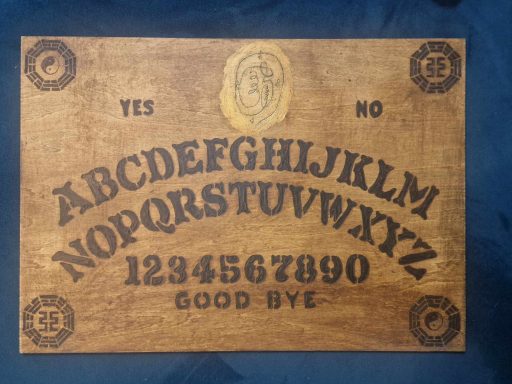 YES NO
ABCDEFGHIJKLM
NOPQRSTUVWXYZ
1234567890
GOOD BYE